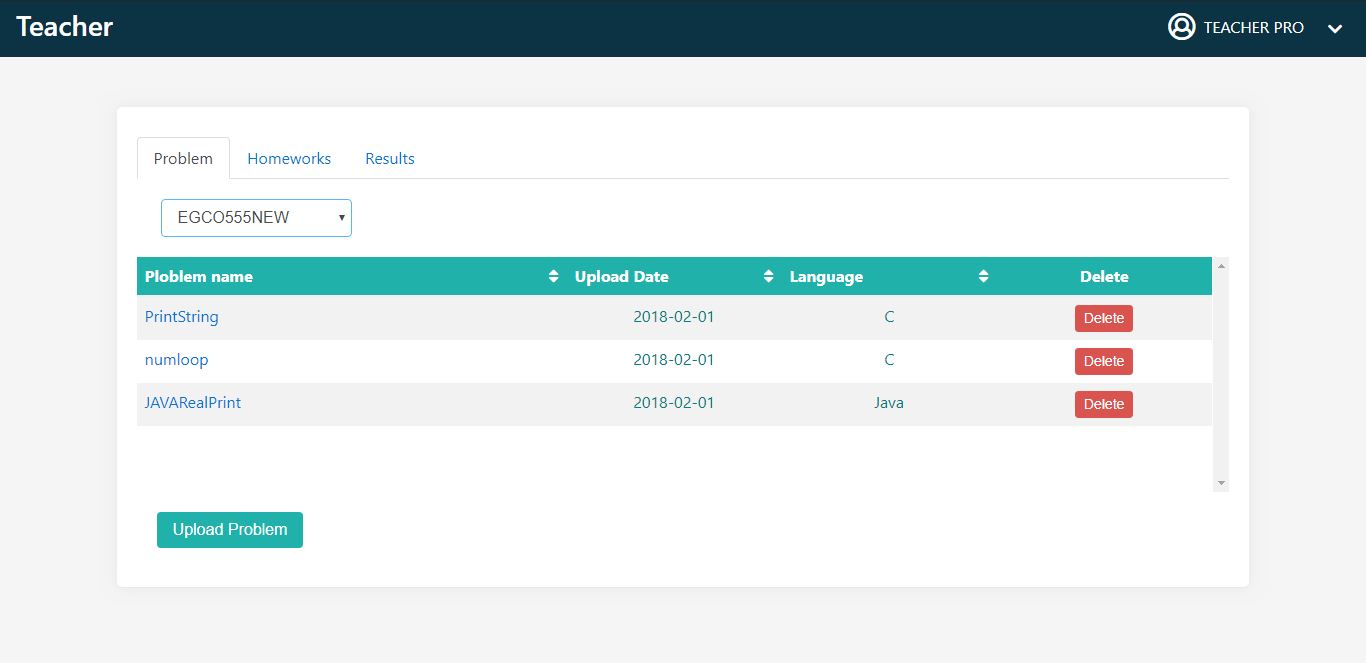 Teacher
TEACHER PRO
Problem Homeworks Results
EGCO555NEW
Ploblem name Upload Date Language Delete
PrintString 2018-02-01 C Delete
numloop 2018-02-01 C Delete
JAVARealPrint 2018-02-01 Java Delete
Upload Problem